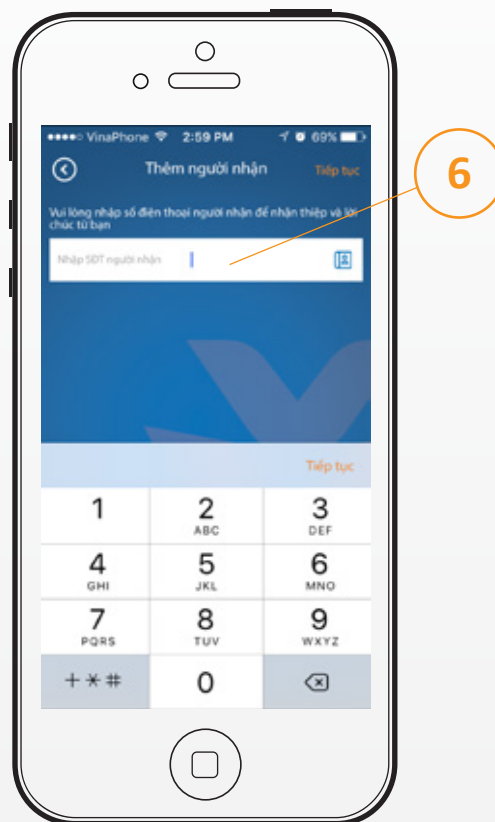 VinaPhone 2:59 PM 69%
Thêm người nhận Tiếp tục
6
Vui lòng nhập số điện thoại người nhận để nhận thiệp và lời
chúc từ bạn
Nhập SĐT người nhận
Tiếp tục
1 2 3
ABC DEF
4 5 6
GHI JKL MNO
7 8 9
PQRS TUV WXYZ
+*# 0